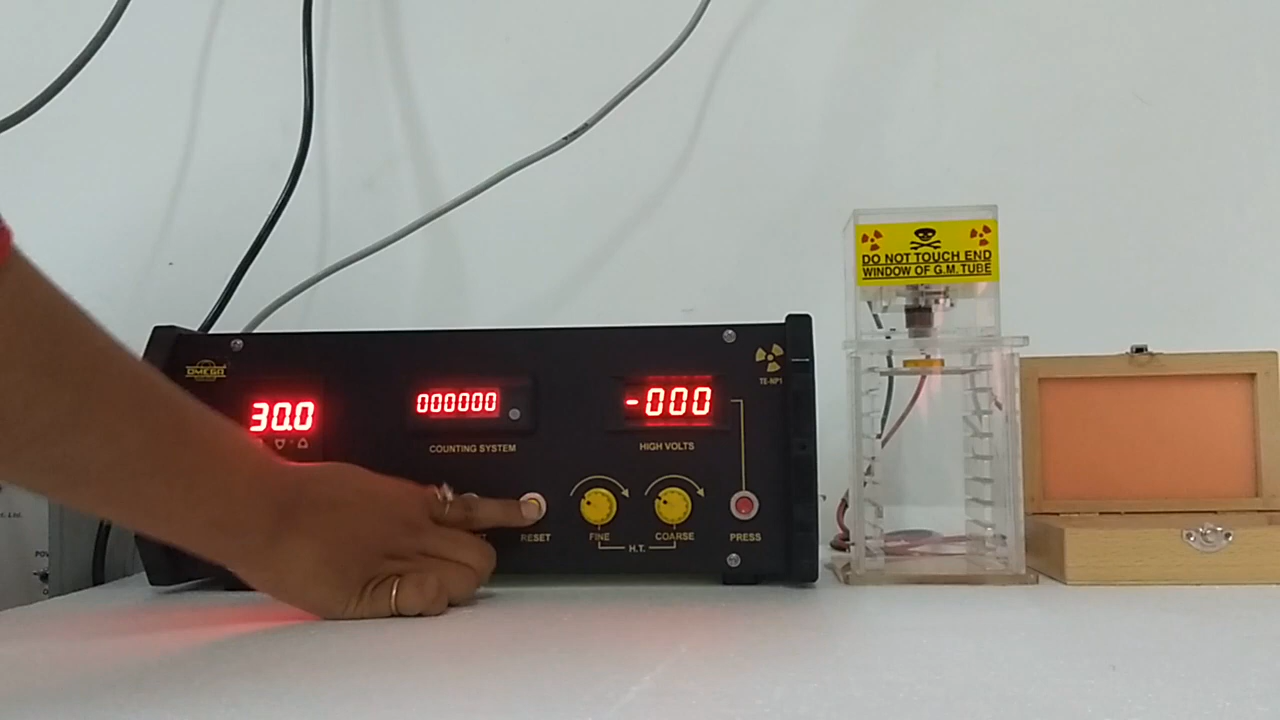 DO NOT TOUCH END
WINDOW OF G.M. TUBE
OMEGA
TE-NP1
30.0
000000
-000
COUNTING SYSTEM
HIGH VOLTS
RESET
FINE
COARSE
H.T.
PRESS